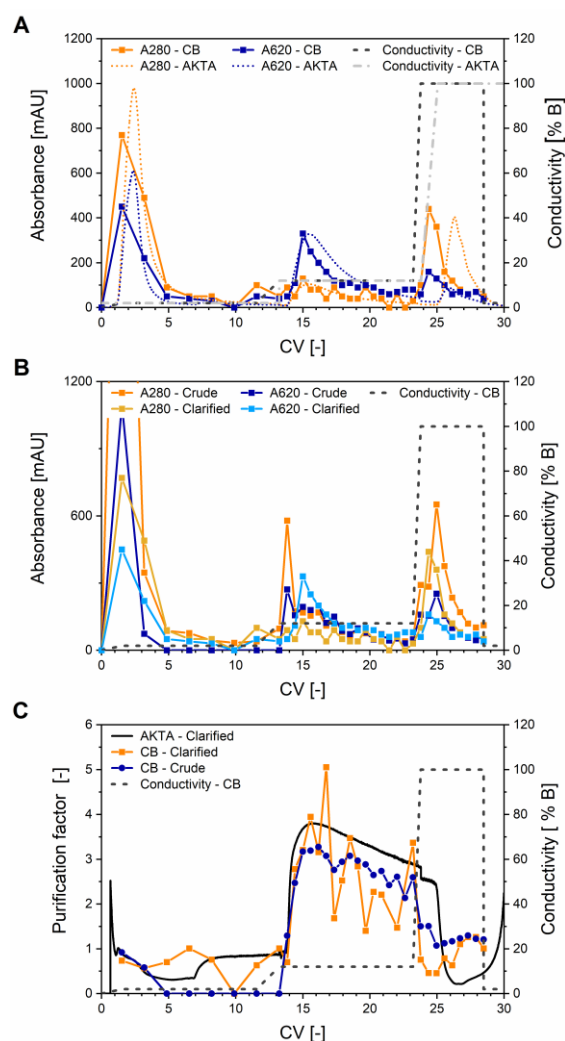 A
A280 - CB A620 - CB Conductivity - CB
A280 - AKTA A620 - AKTA Conductivity - AKTA
1200
1000
800
600
400
200
0
Absorbance [mAU]
120
100
80
60
40
20
0
Conductivity [% B]
0 5 10 15 20 25 30
CV [-]
B
A280 - Crude A620 - Crude Conductivity - CB
A280 - Clarified A620 - Clarified
1200
600
0
Absorbance [mAU]
120
100
80
60
40
20
0
Conductivity [% B]
0 5 10 15 20 25 30
CV [-]
C
AKTA - Clarified
CB - Clarified
CB - Crude
Conductivity - CB
6
5
4
3
2
1
0
Purification factor [-]
120
100
80
60
40
20
0
Conductivity [ % B]
0 5 10 15 20 25 30
CV [-]